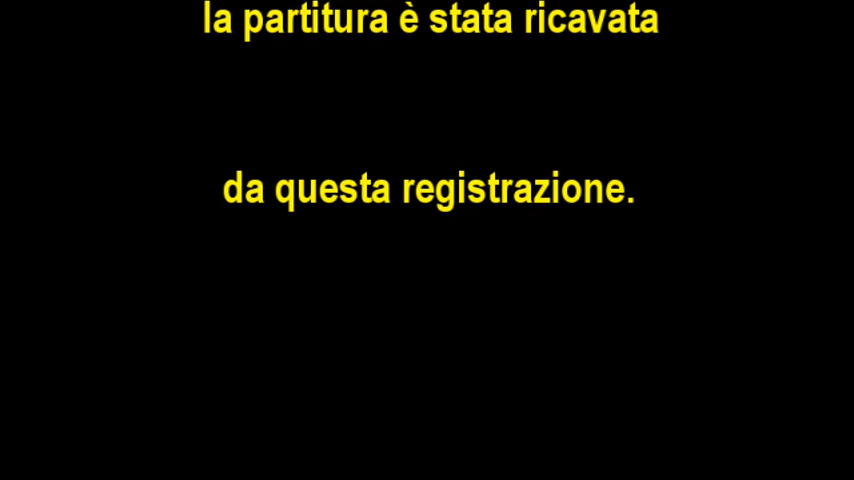 la partitura è stata ricavata
da questa registrazione.